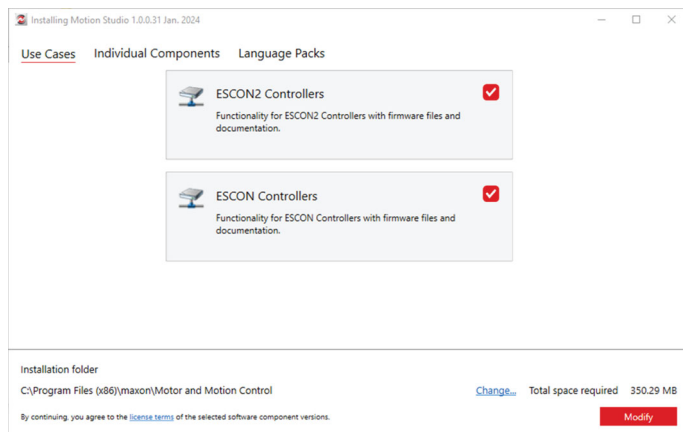 Installing Motion Studio 1.0.0.31 Jan. 2024
Use Cases Individual Components Language Packs
ESCON2 Controllers
Functionality for ESCON2 Controllers with firmware files and
documentation.
ESCON Controllers
Functionality for ESCON Controllers with firmware files and
documentation.
Installation folder
C:\Program Files (x86)\maxon\Motor and Motion Control Change... Total space required 350.29 MB
By continuing, you agree to the license terms of the selected software component versions. Modify